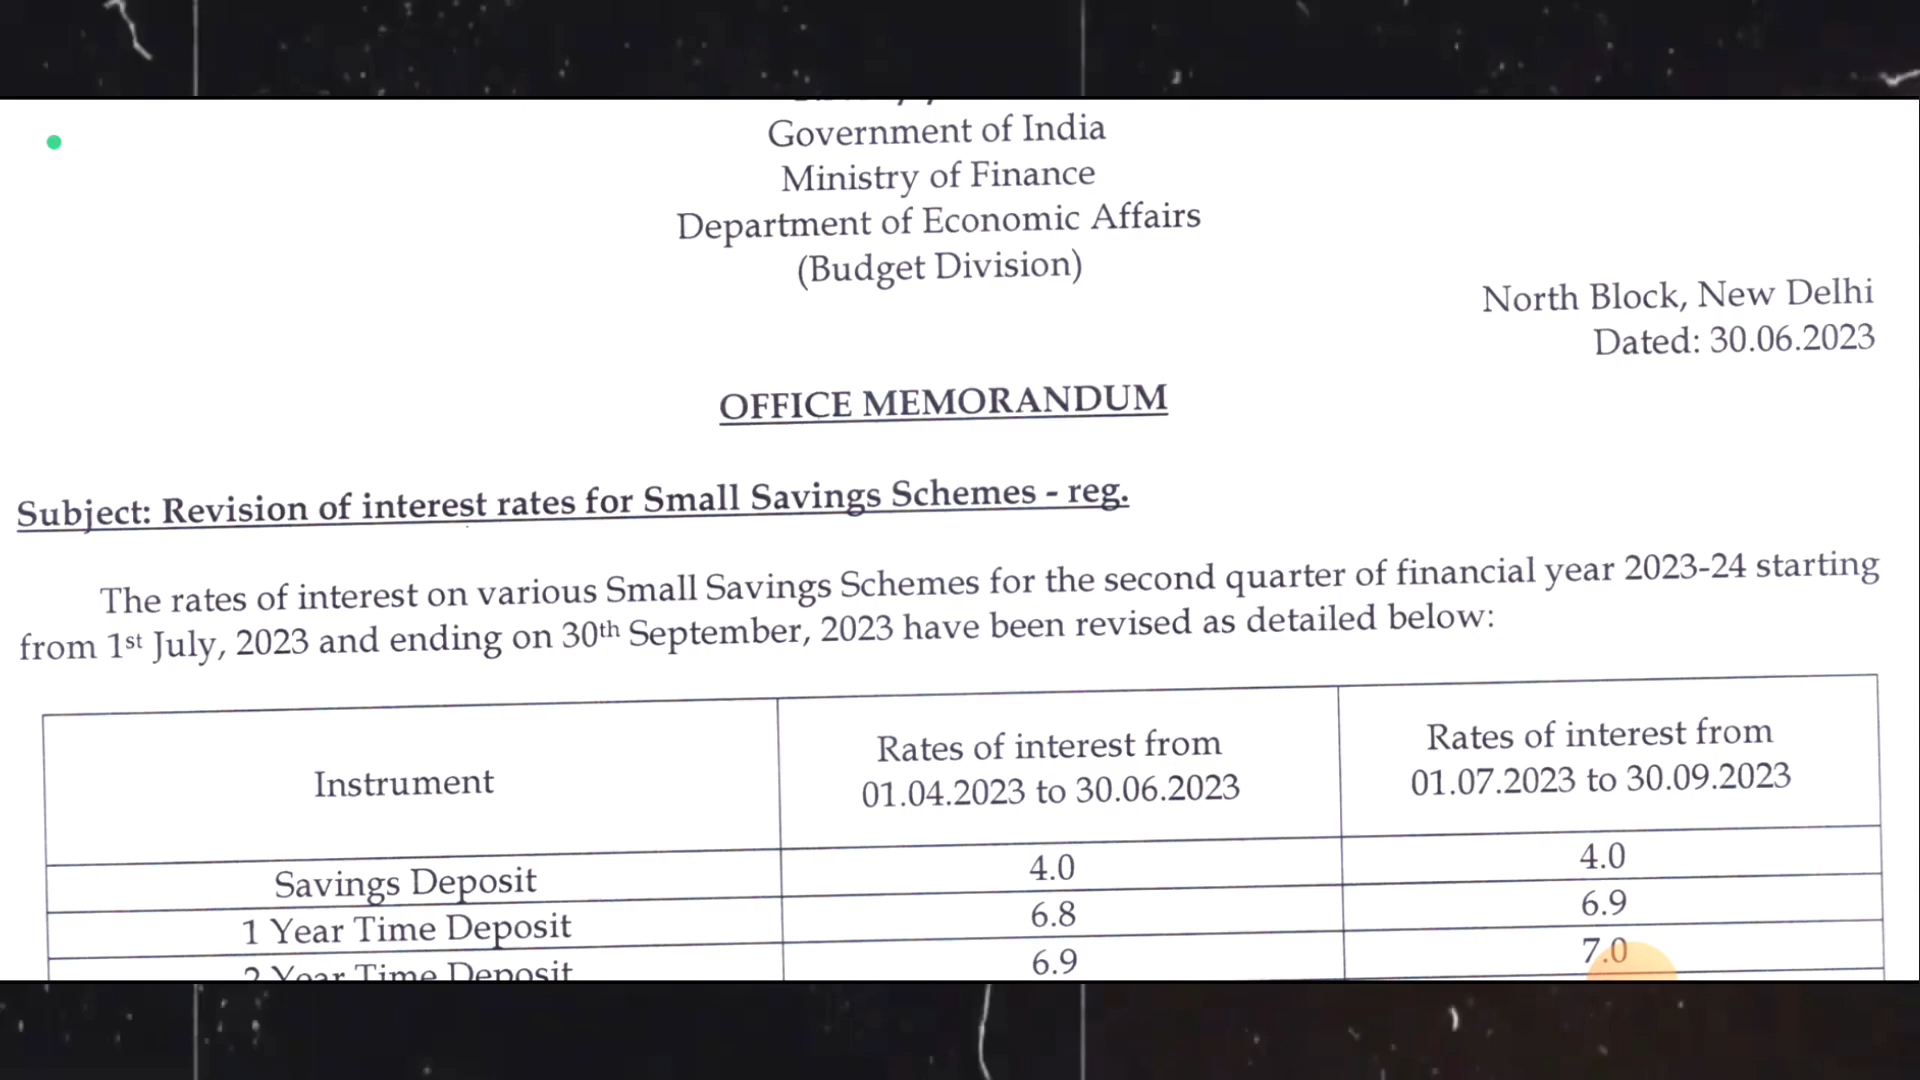 Government of India
Ministry of Finance
Department of Economic Affairs
(Budget Division)
North Block, New Delhi
Dated: 30.06.2023
OFFICE MEMORANDUM
Subject: Revision of interest rates for Small Savings Schemes - reg.
The rates of interest on various Small Savings Schemes for the second quarter of financial year 2023-24 starting
from 1st July, 2023 and ending on 30th September, 2023 have been revised as detailed below:
Instrument
Rates of interest from
01.04.2023 to 30.06.2023
Rates of interest from
01.07.2023 to 30.09.2023
Savings Deposit 4.0 4.0
1 Year Time Deposit 6.8 6.9
2 Year Time Deposit 6.9 7.0